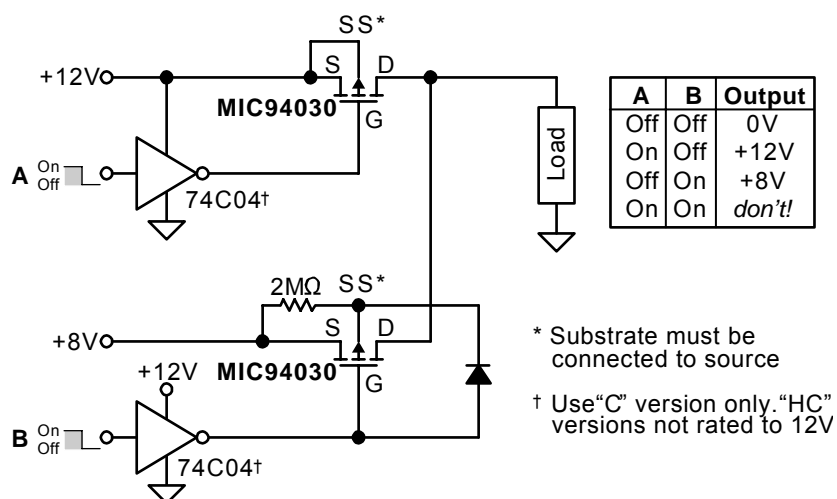 SS*
+12V
S
D
MIC94030
G
A
On
Off
74C04†
Load
A B Output
Off Off 0V
On Off +12V
Off On +8V
On On don't!
2MΩ
SS*
+8V
S
D
MIC94030
G
+12V
B
On
Off
74C04†
* Substrate must be
connected to source
† Use“C” version only.“HC”
versions not rated to 12V